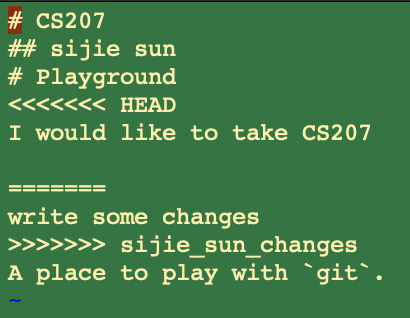 # CS207
## sijie sun
# Playground
<<<<<<< HEAD
I would like to take CS207

=======
write some changes
>>>>>>> sijie_sun_changes
A place to play with `git`.
~